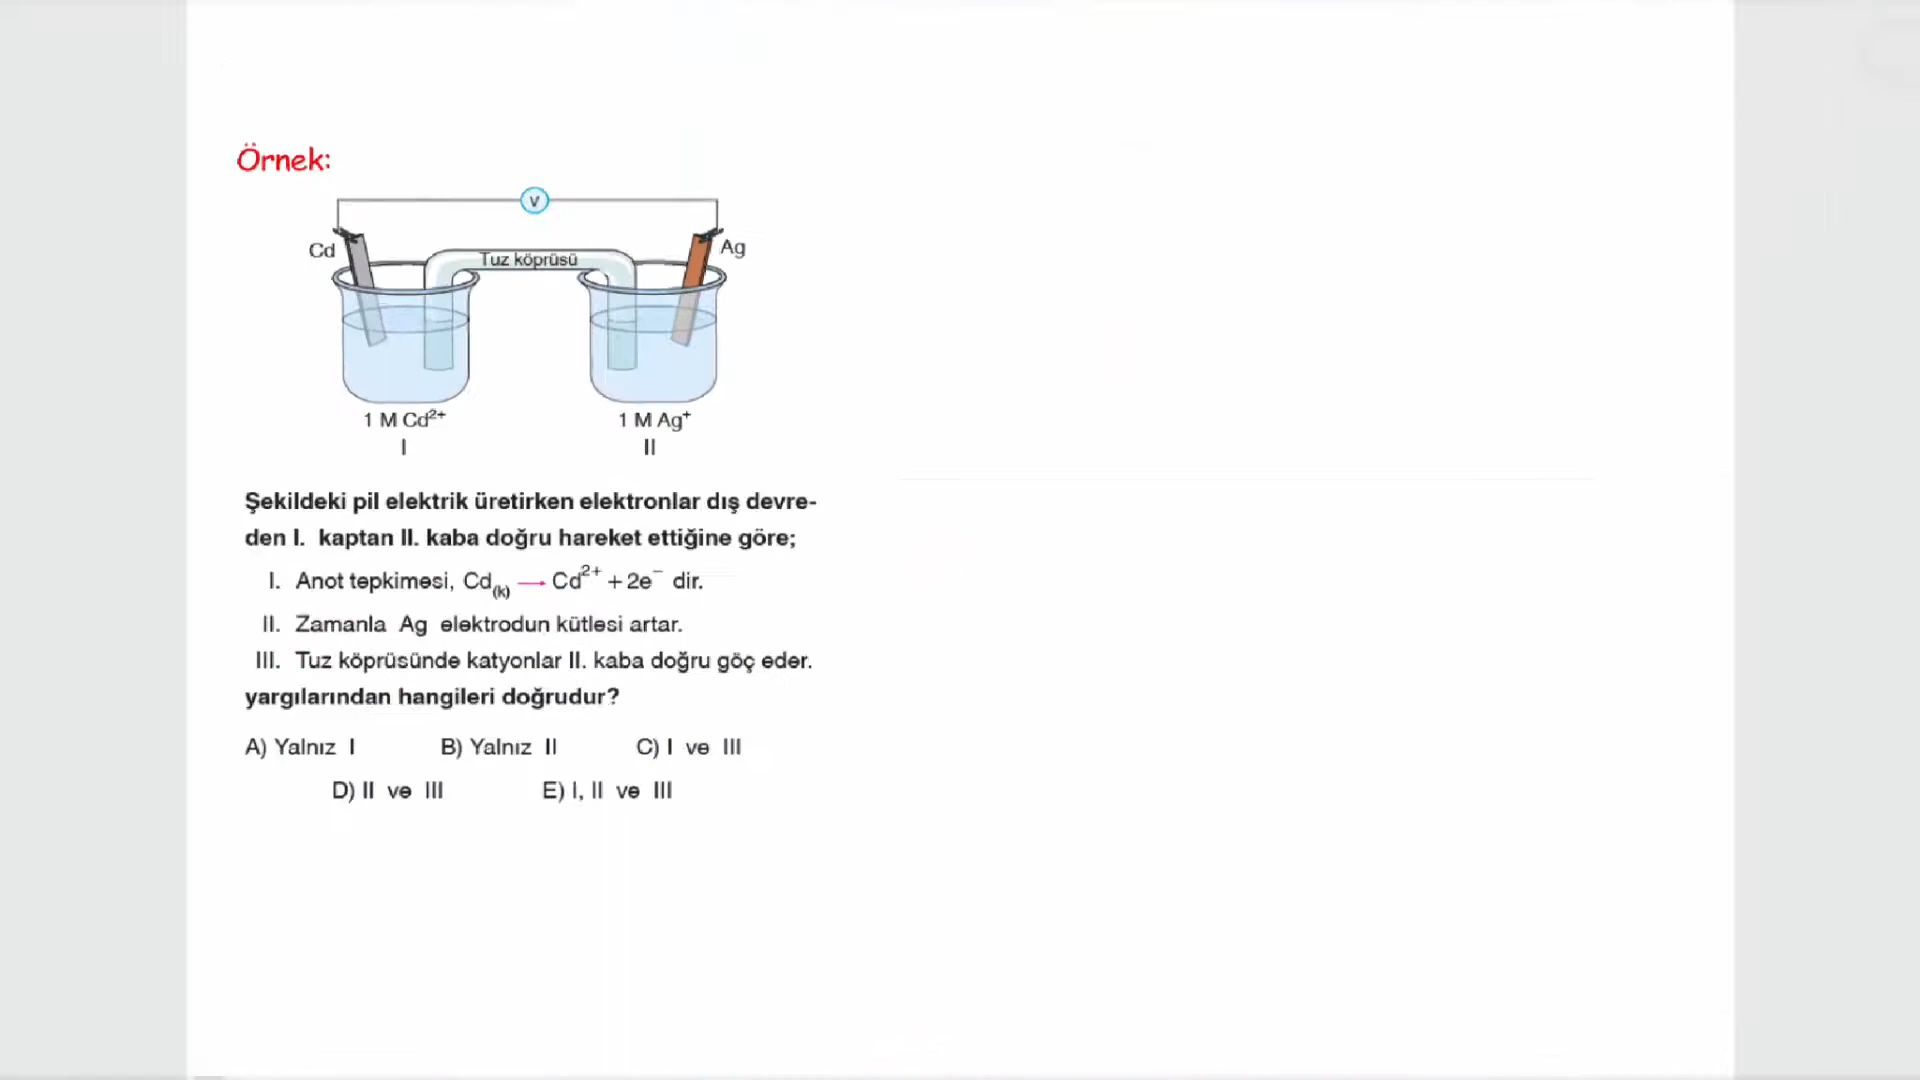 Örnek:
V
Cd
Ag
Tuz köprüsü
1 M Cd²⁺
1 M Ag⁺
I
II
Şekildeki pil elektrik üretirken elektronlar dış devre-
den I. kaptan II. kaba doğru hareket ettiğine göre;
I. Anot tepkimesi, Cd(k) → Cd²⁺ + 2e⁻ dir.
II. Zamanla Ag elektrodun kütlesi artar.
III. Tuz köprüsünde katyonlar II. kaba doğru göç eder.
yargılarından hangileri doğrudur?
A) Yalnız I B) Yalnız II C) I ve III
D) II ve III E) I, II ve III